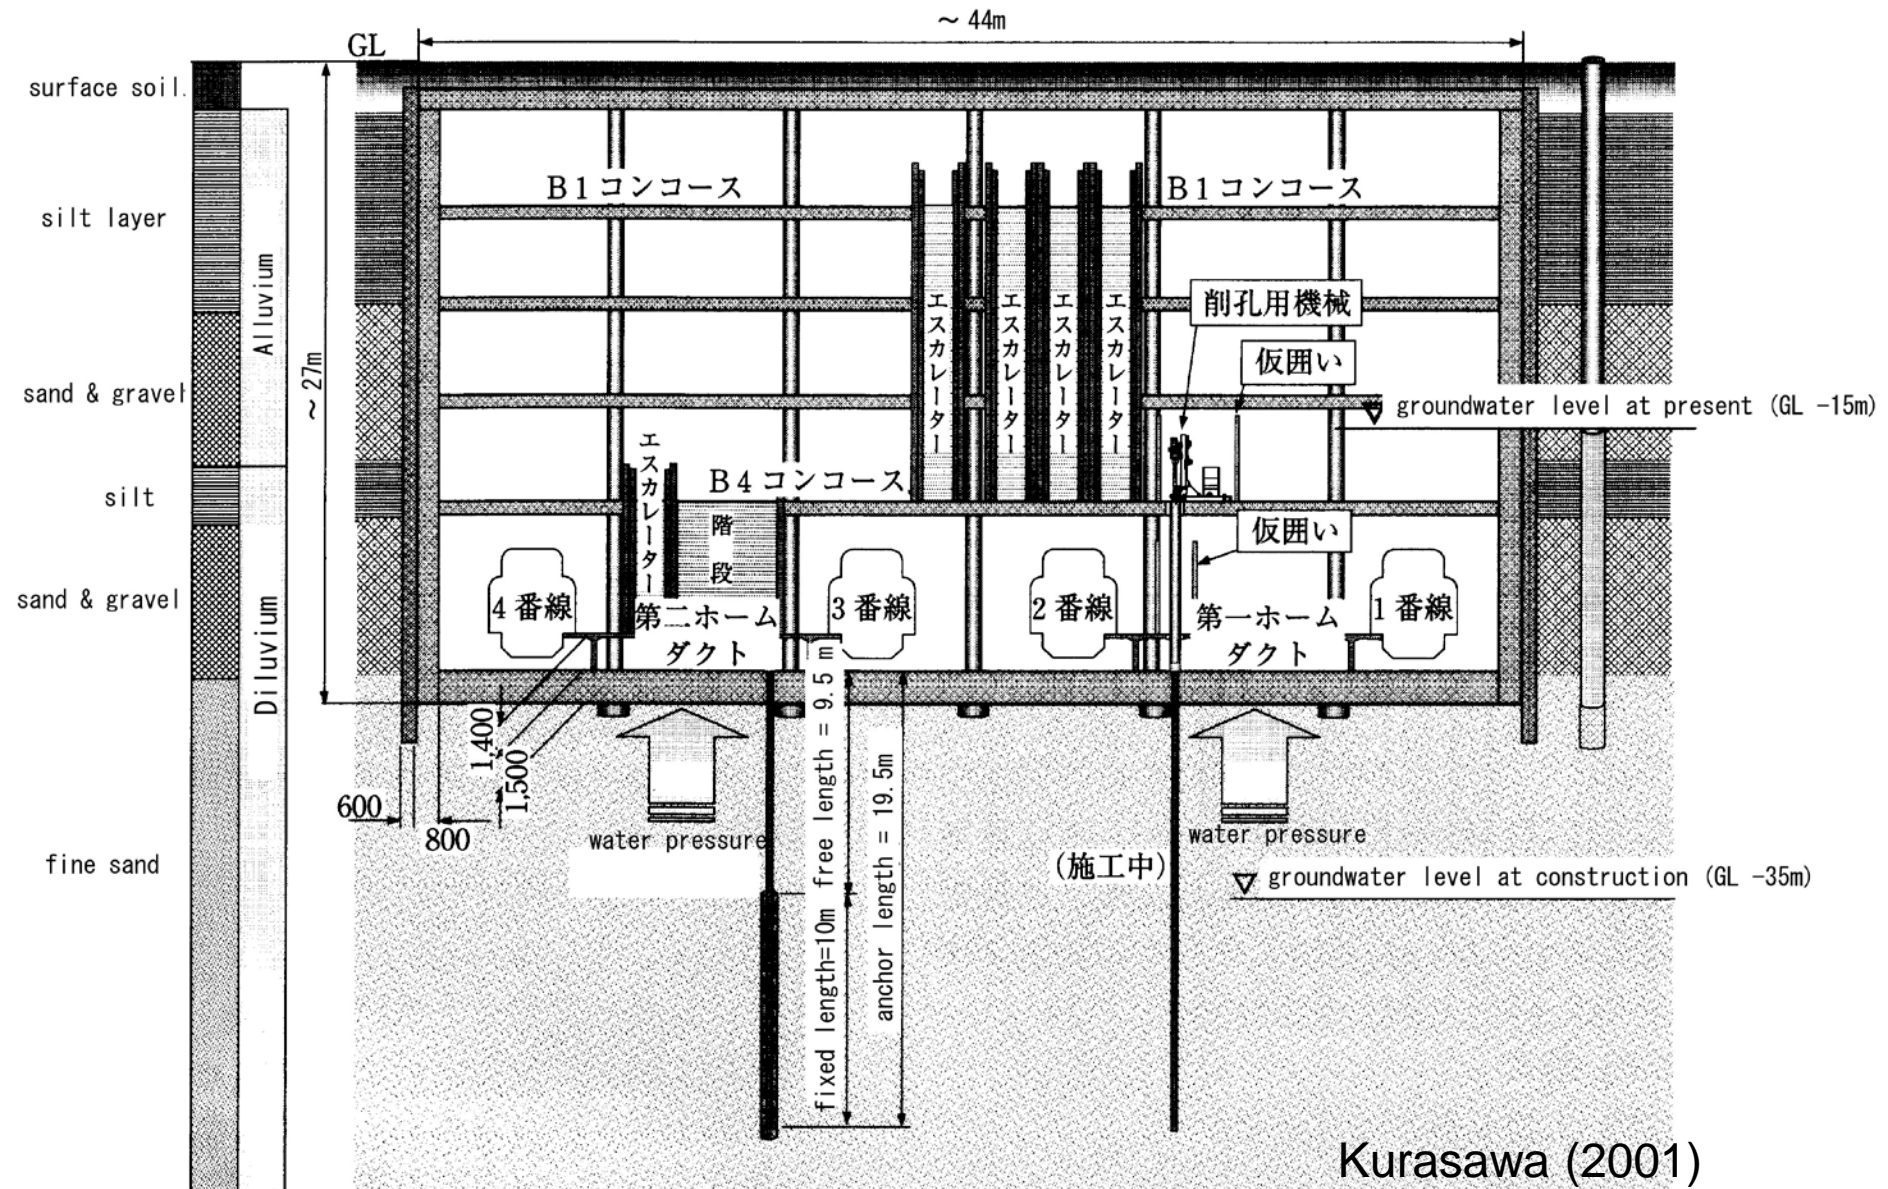 ~ 44m
GL
surface soil.
silt layer
sand & gravel
silt
sand & gravel
fine sand
Alluvium
Diluvium
~ 27m
B1コンコース
B1コンコース
エスカレーター
エスカレーター
エスカレーター
エスカレーター
削孔用機械
仮囲い
groundwater level at present (GL -15m)
エスカレーター
B4コンコース
階段
仮囲い
4番線
第二ホーム
ダクト
3番線
2番線
第一ホーム
ダクト
1番線
1,400
1,500
600
800
water pressure
free length = 9.5 m
fixed length=10m
anchor length = 19.5m
(施工中)
water pressure
groundwater level at construction (GL -35m)
Kurasawa (2001)